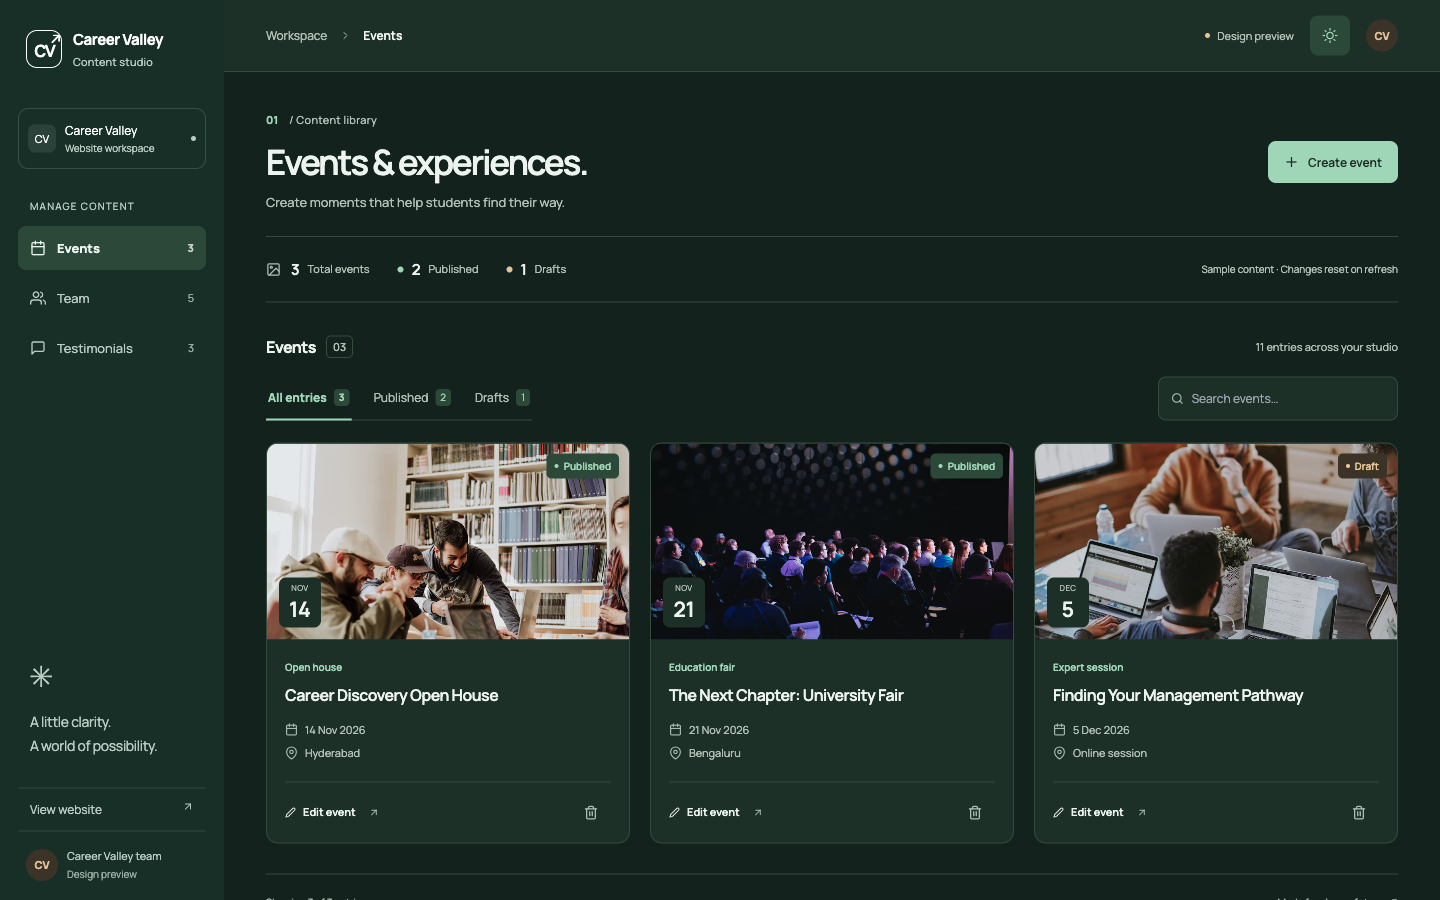 CV
Career Valley
Content studio
CV
Career Valley
Website workspace
MANAGE CONTENT
Events 3
Team 5
Testimonials 3
A little clarity.
A world of possibility.
View website
CV
Career Valley team
Design preview
Workspace > Events
Design preview
CV
01 / Content library
Events & experiences.
Create moments that help students find their way.
+ Create event
3 Total events
2 Published
1 Drafts
Sample content · Changes reset on refresh
Events 03
11 entries across your studio
All entries 3
Published 2
Drafts 1
Search events...
Published
NOV
14
Open house
Career Discovery Open House
14 Nov 2026
Hyderabad
Edit event
Published
NOV
21
Education fair
The Next Chapter: University Fair
21 Nov 2026
Bengaluru
Edit event
Draft
DEC
5
Expert session
Finding Your Management Pathway
5 Dec 2026
Online session
Edit event